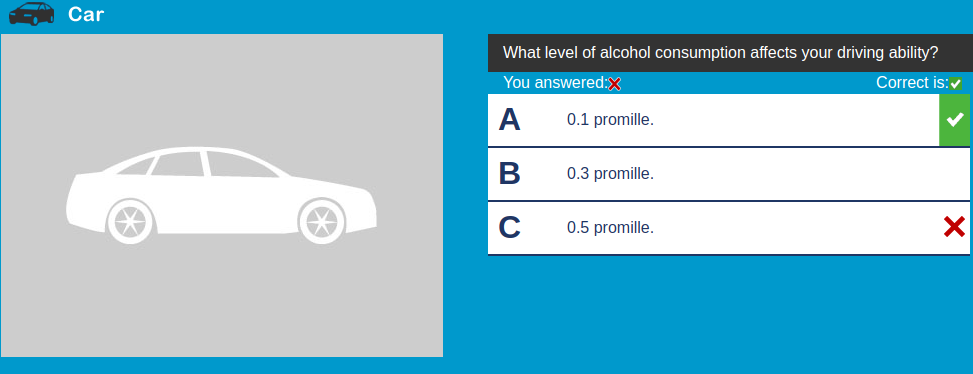 Car
What level of alcohol consumption affects your driving ability?
You answered: Correct is:
A 0.1 promille.
B 0.3 promille.
C 0.5 promille.